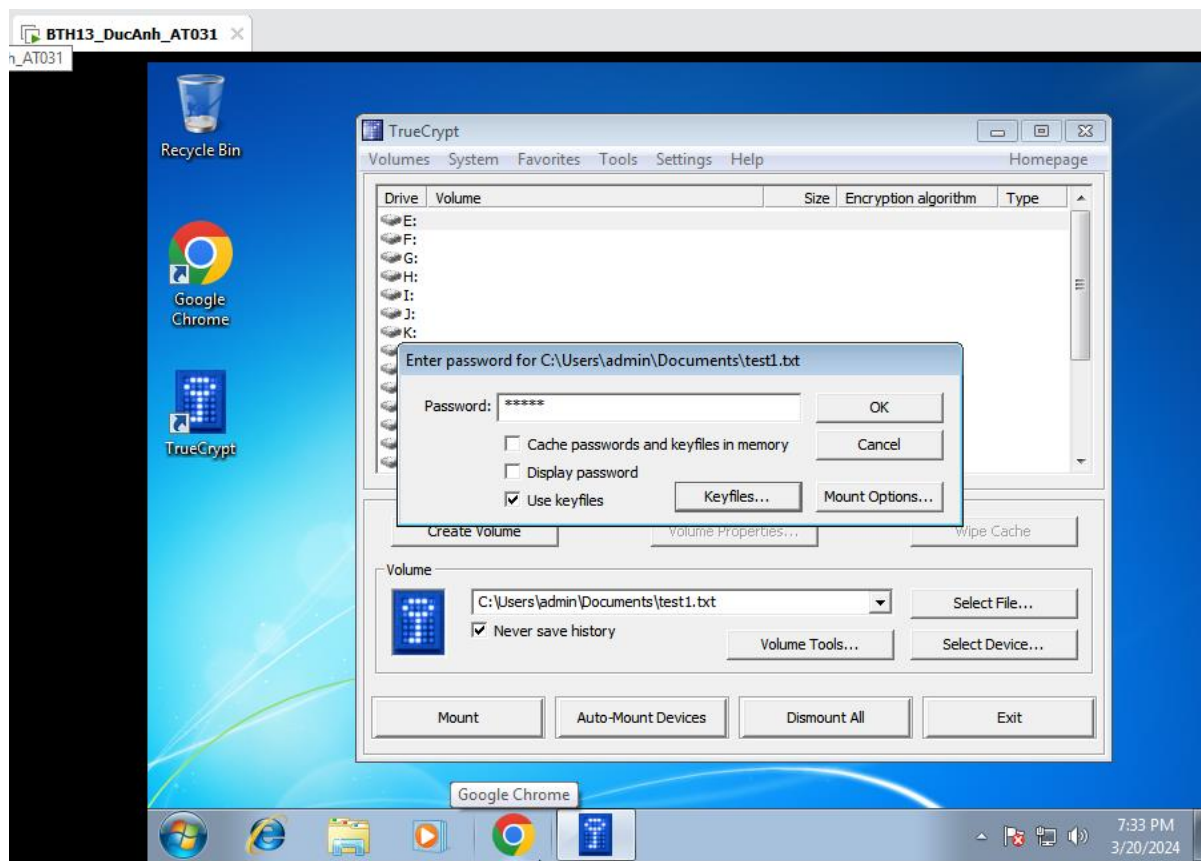 BTH13_DucAnh_AT031
h_AT031
Recycle Bin
Google
Chrome
TrueCrypt
TrueCrypt
Volumes System Favorites Tools Settings Help Homepage
Drive Volume Size Encryption algorithm Type
E:
F:
G:
H:
I:
J:
K:
Enter password for C:\Users\admin\Documents\test1.txt
Password: ***** OK
Cache passwords and keyfiles in memory Cancel
Display password
Use keyfiles Keyfiles... Mount Options...
Create Volume Volume Properties... Wipe Cache
Volume
C:\Users\admin\Documents\test1.txt Select File...
Never save history
Volume Tools... Select Device...
Mount Auto-Mount Devices Dismount All Exit
Google Chrome
7:33 PM
3/20/2024